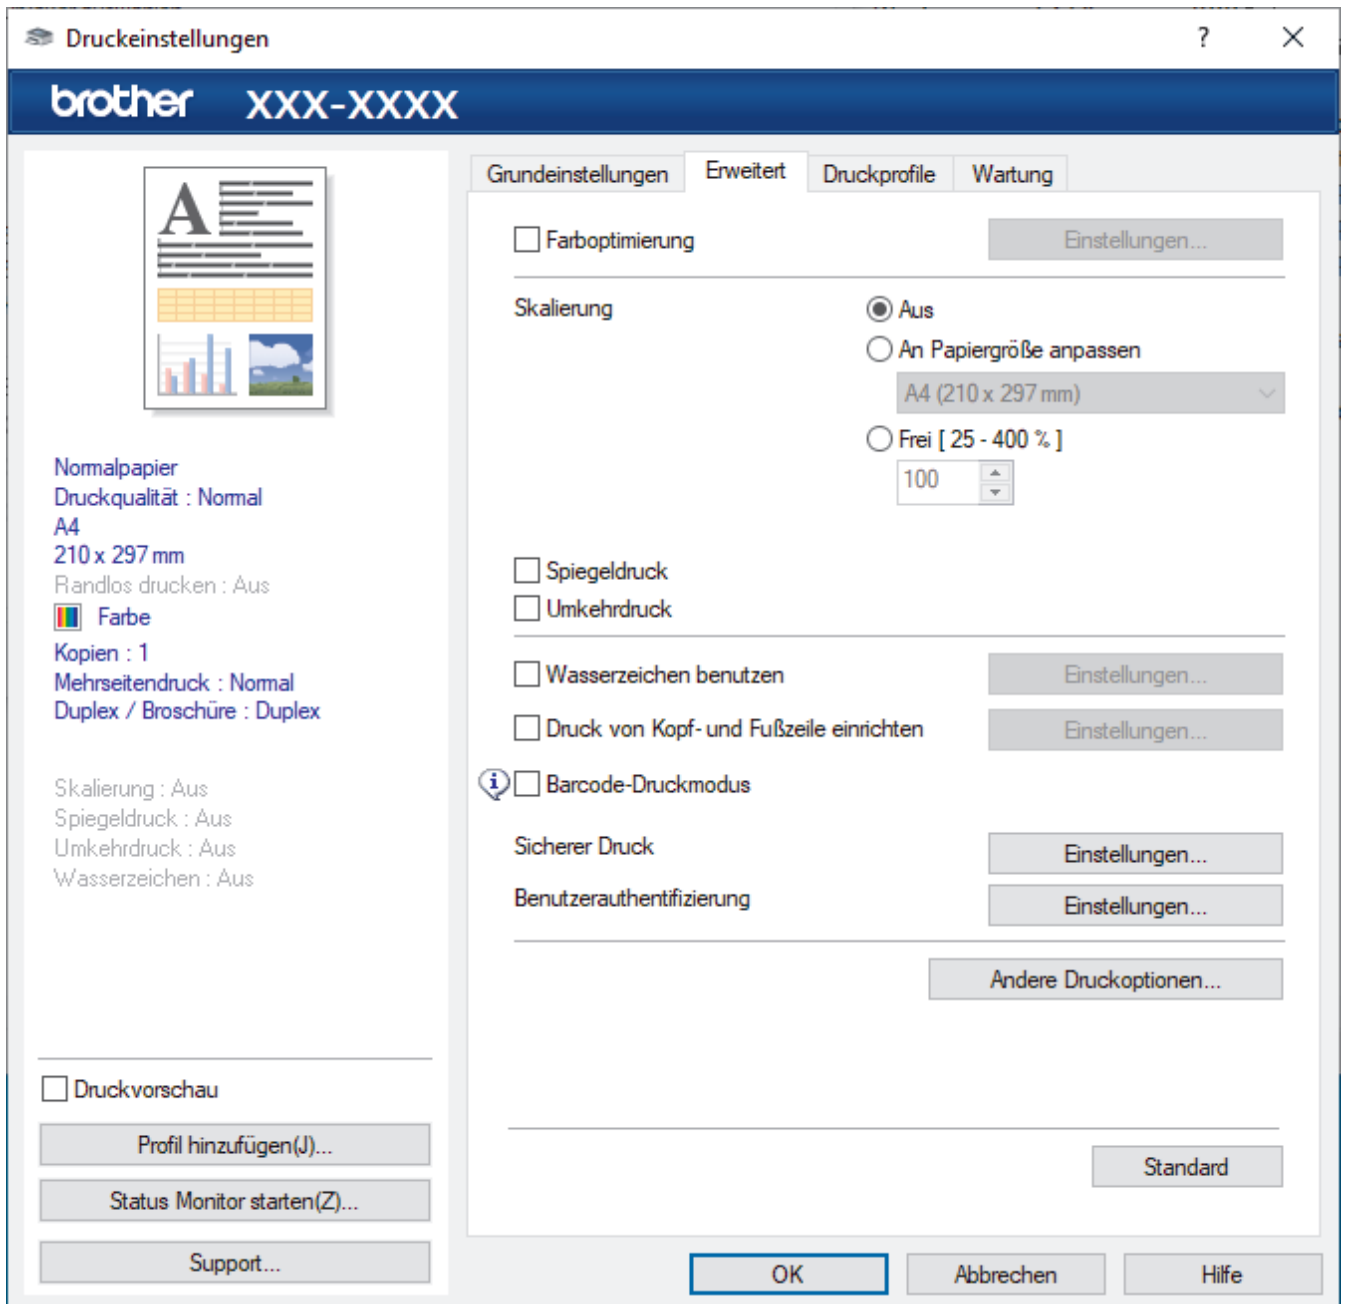 Druckeinstellungen
?
brother XXX-XXXX
A
Normalpapier
Druckqualität : Normal
A4
210 x 297 mm
Randlos drucken : Aus
Farbe
Kopien : 1
Mehrseitendruck : Normal
Duplex / Broschüre : Duplex
Skalierung : Aus
Spiegeldruck : Aus
Umkehrdruck : Aus
Wasserzeichen : Aus
Druckvorschau
Profil hinzufügen(J)...
Status Monitor starten(Z)...
Support...
Grundeinstellungen Erweitert Druckprofile Wartung
Farboptimierung Einstellungen...
Skalierung Aus
An Papiergröße anpassen
A4 (210 x 297 mm)
Frei [ 25 - 400 % ]
100
Spiegeldruck
Umkehrdruck
Wasserzeichen benutzen Einstellungen...
Druck von Kopf- und Fußzeile einrichten Einstellungen...
Barcode-Druckmodus
Sicherer Druck Einstellungen...
Benutzerauthentifizierung Einstellungen...
Andere Druckoptionen...
Standard
OK Abbrechen Hilfe